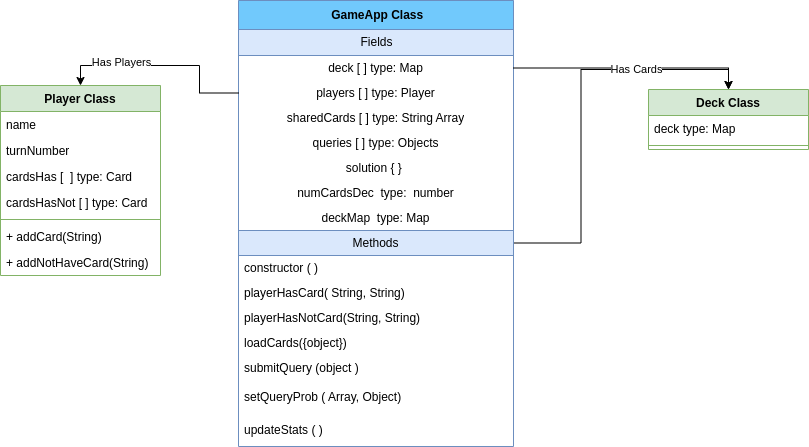 GameApp Class
Fields
deck [ ] type: Map
players [ ] type: Player
sharedCards [ ] type: String Array
queries [ ] type: Objects
solution { }
numCardsDec  type:  number
deckMap  type: Map
Methods
constructor ( )
playerHasCard( String, String)
playerHasNotCard(String, String)
loadCards({object})
submitQuery (object )
setQueryProb ( Array, Object)
updateStats ( )
Has Players
Player Class
name
turnNumber
cardsHas [  ] type: Card
cardsHasNot [ ] type: Card
+ addCard(String)
+ addNotHaveCard(String)
Has Cards
Deck Class
deck type: Map